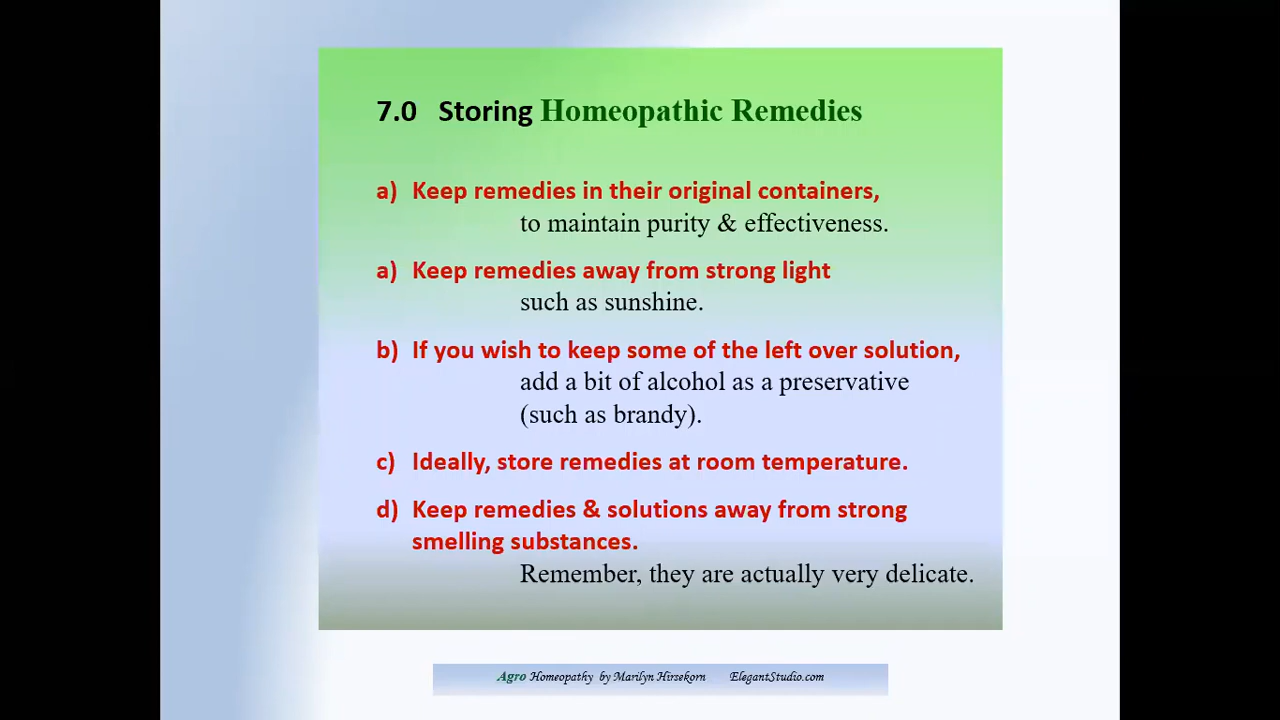 7.0 Storing Homeopathic Remedies
a) Keep remedies in their original containers,
to maintain purity & effectiveness.
a) Keep remedies away from strong light
such as sunshine.
b) If you wish to keep some of the left over solution,
add a bit of alcohol as a preservative
(such as brandy).
c) Ideally, store remedies at room temperature.
d) Keep remedies & solutions away from strong
smelling substances.
Remember, they are actually very delicate.
Agro Homeopathy by Marilyn Hirsekorn ElegantStudio.com